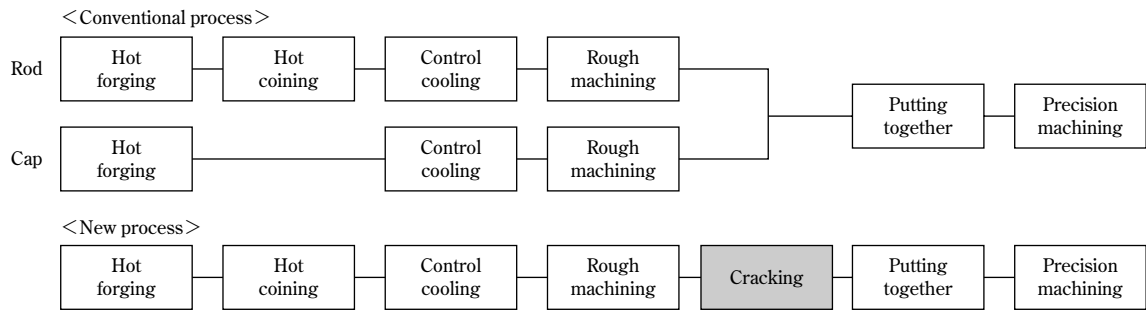 <Conventional process>
Rod
Hot
forging
Hot
coining
Control
cooling
Rough
machining
Putting
together
Precision
machining
Cap
Hot
forging
Control
cooling
Rough
machining
<New process>
Hot
forging
Hot
coining
Control
cooling
Rough
machining
Cracking
Putting
together
Precision
machining